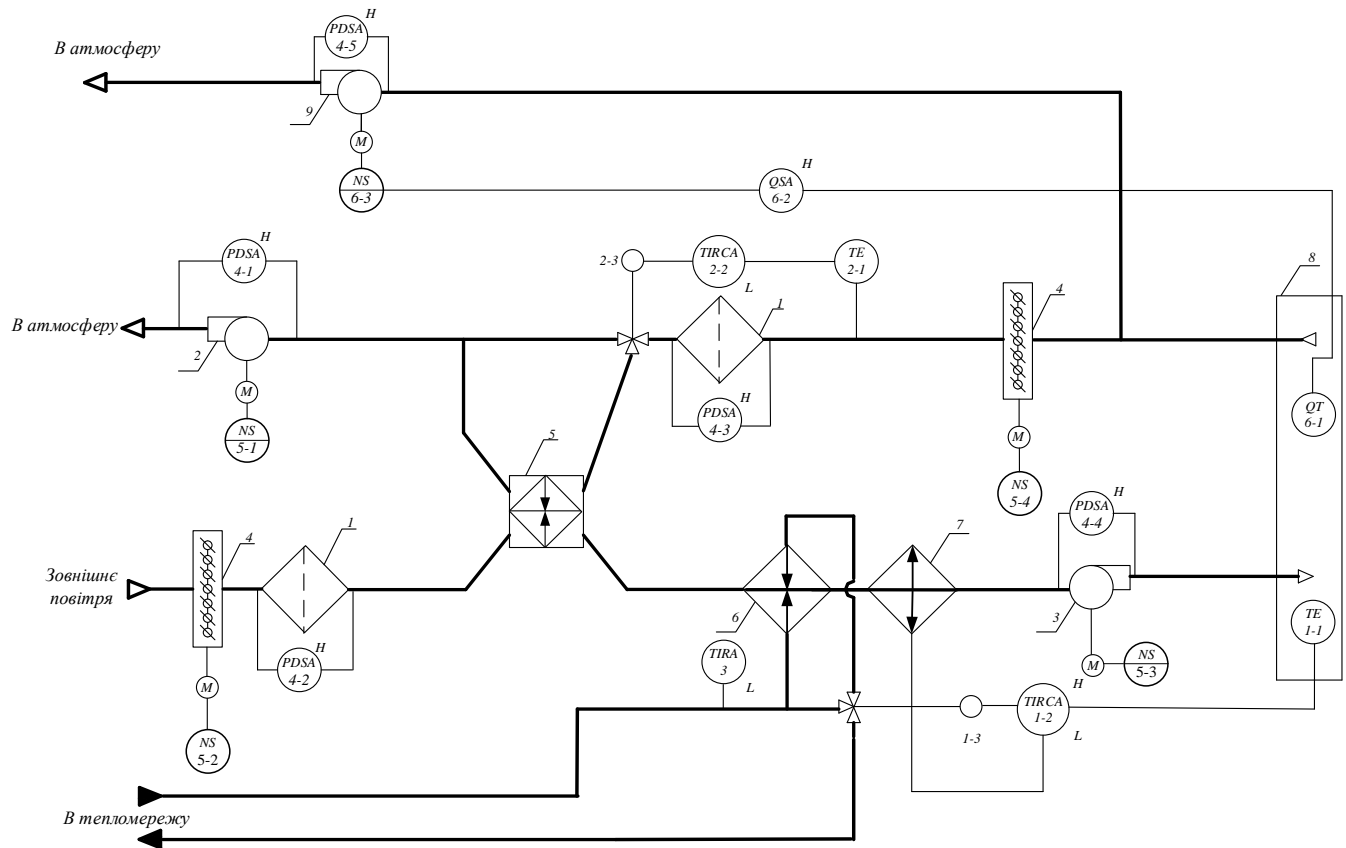 H
PDSA
4-5
В атмосферу
9
M
NS
6-3
H
QSA
6-2
H
PDSA
4-1
2-3
TIRCA
2-2
L
TE
2-1
1
4
8
В атмосферу
2
M
NS
5-1
H
PDSA
4-3
QT
6-1
M
NS
5-4
5
H
PDSA
4-4
7
4
1
Зовнішнє
повітря
6
3
TE
1-1
H
PDSA
4-2
TIRA
3
L
M
NS
5-3
M
NS
5-2
H
TIRCA
1-2
L
1-3
В тепломережу